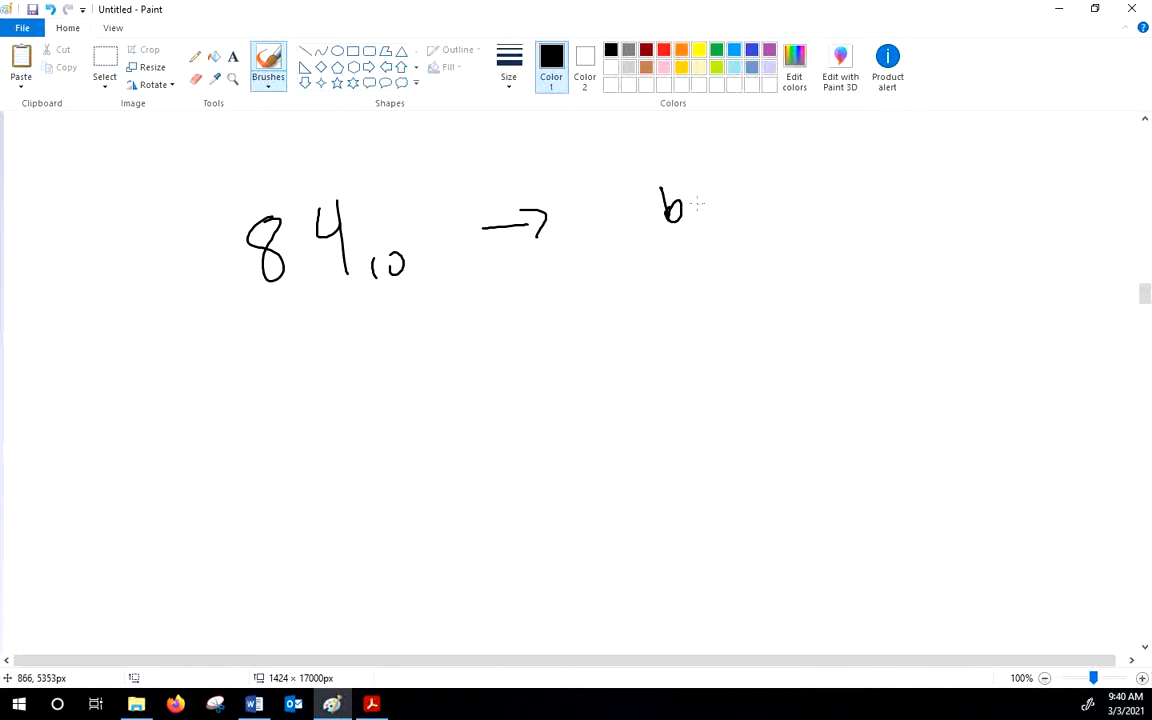 Untitled - Paint
File Home View
Paste Cut Copy Select Crop Resize Rotate Brushes Outline Fill Size Color 1 Color 2 Edit colors Edit with Paint 3D Product alert
Clipboard Image Tools Shapes Colors
84₁₀ → b
866, 5353px 1424 × 17000px 100%
9:40 AM
3/3/2021